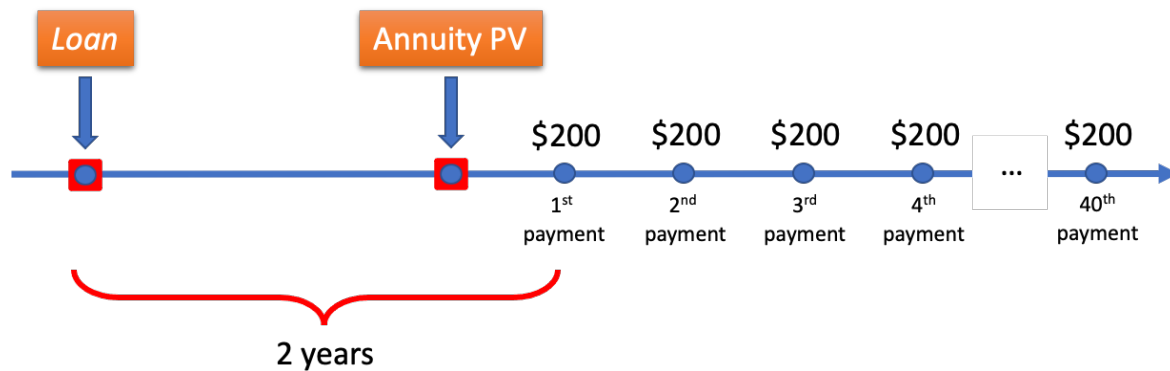 Loan
Annuity PV
$200 $200 $200 $200 ... $200
1st 2nd 3rd 4th 40th
payment payment payment payment payment
2 years